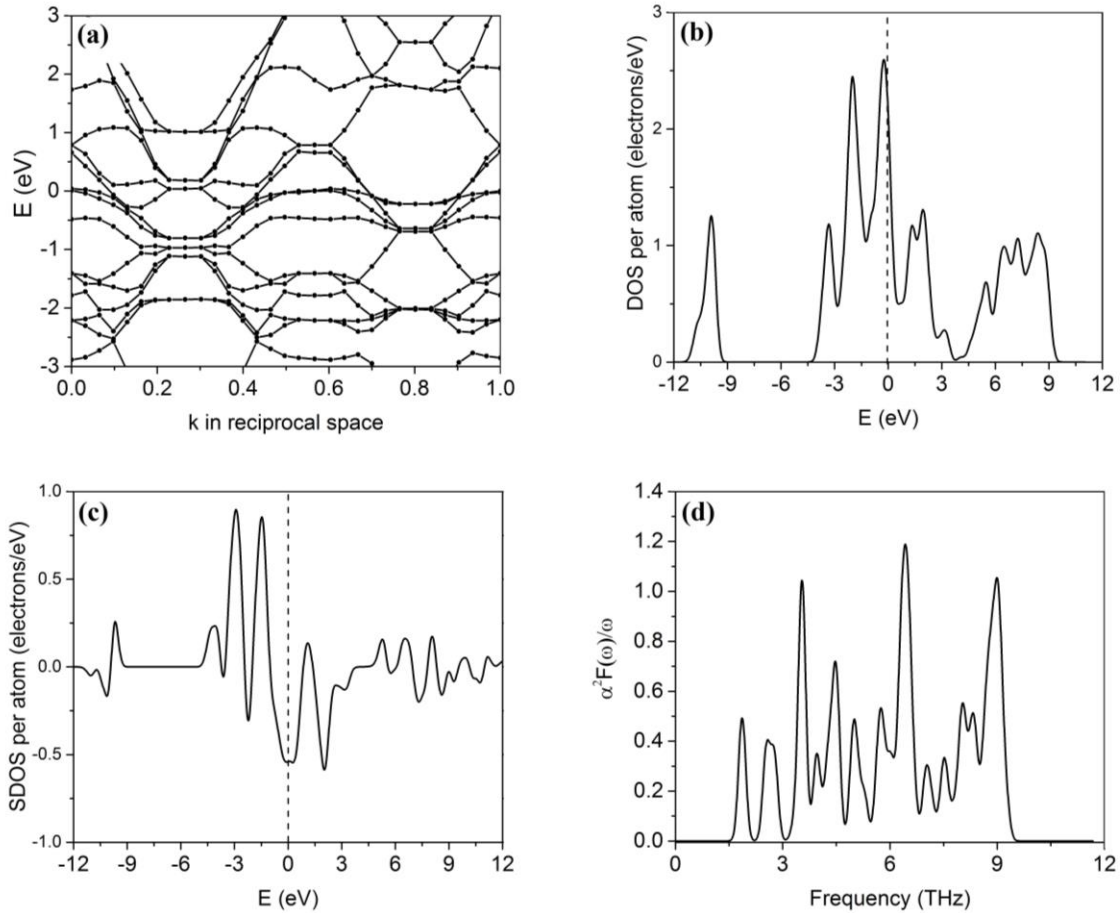 (a)
3
2
1
0
-1
-2
-3
E (eV)
0.0 0.2 0.4 0.6 0.8 1.0
k in reciprocal space
(b)
3
2
1
0
DOS per atom (electrons/eV)
-12 -9 -6 -3 0 3 6 9 12
E (eV)
(c)
1.0
0.5
0.0
-0.5
-1.0
SDOS per atom (electrons/eV)
-12 -9 -6 -3 0 3 6 9 12
E (eV)
(d)
1.4
1.2
1.0
0.8
0.6
0.4
0.2
0.0
α²F(ω)/ω
0 3 6 9 12
Frequency (THz)